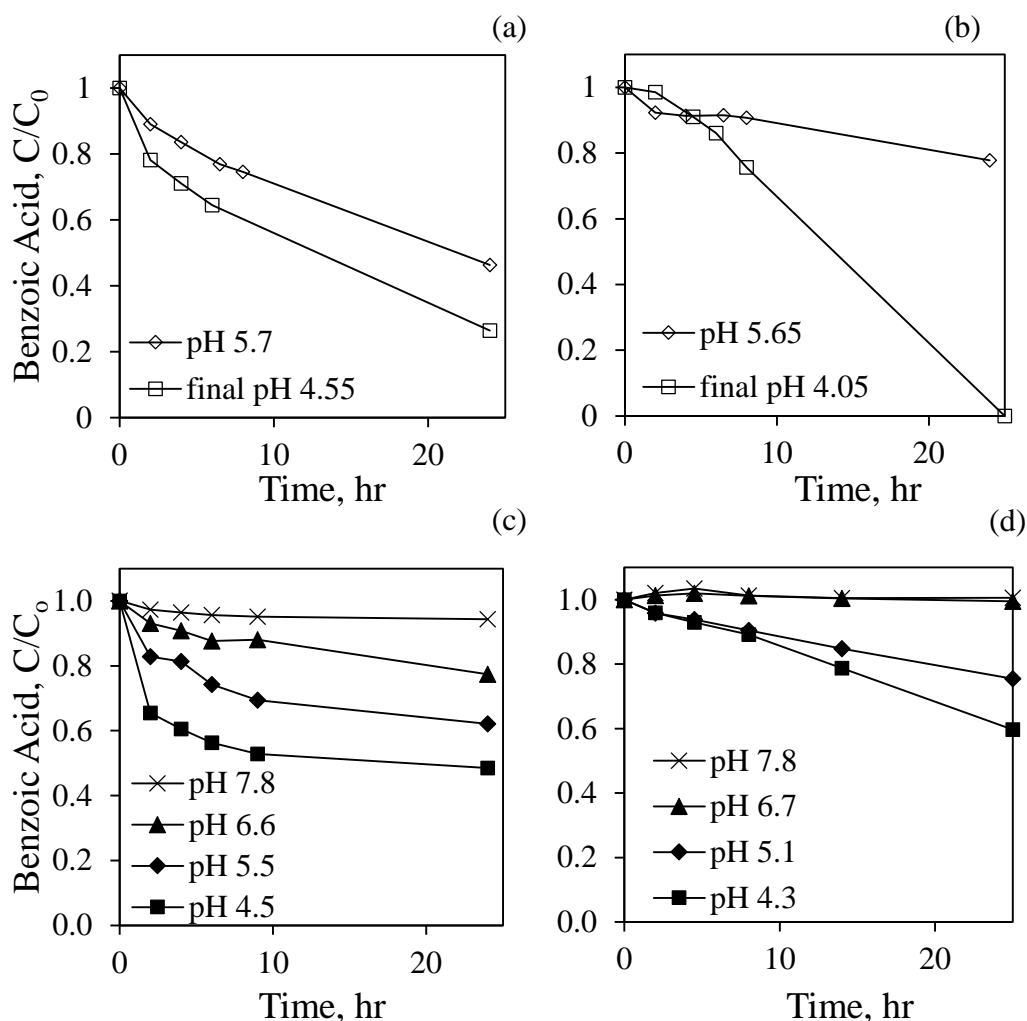 (a)
Benzoic Acid, C/C₀
1
0.8
0.6
0.4
0.2
0
pH 5.7
final pH 4.55
0 10 20
Time, hr
(b)
1
0.8
0.6
0.4
0.2
0
pH 5.65
final pH 4.05
0 10 20
Time, hr
(c)
Benzoic Acid, C/Cₒ
1.0
0.8
0.6
0.4
0.2
0.0
pH 7.8
pH 6.6
pH 5.5
pH 4.5
0 10 20
Time, hr
(d)
1.0
0.8
0.6
0.4
0.2
0.0
pH 7.8
pH 6.7
pH 5.1
pH 4.3
0 10 20
Time, hr